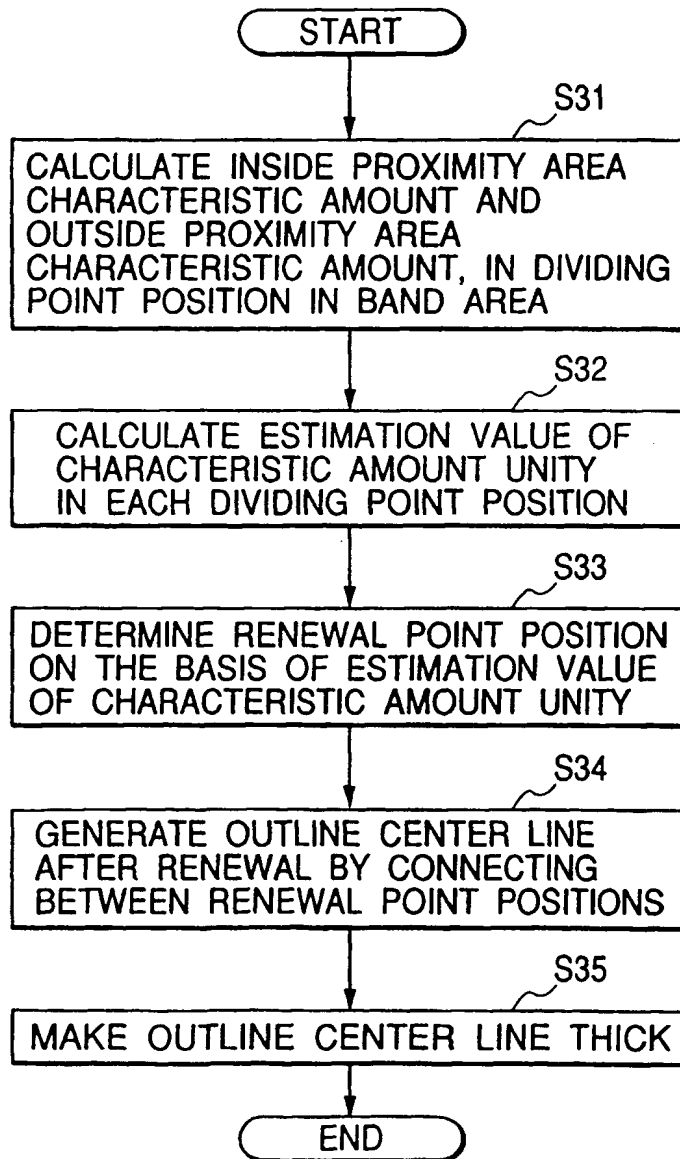 START
S31
CALCULATE INSIDE PROXIMITY AREA
CHARACTERISTIC AMOUNT AND
OUTSIDE PROXIMITY AREA
CHARACTERISTIC AMOUNT, IN DIVIDING
POINT POSITION IN BAND AREA
S32
CALCULATE ESTIMATION VALUE OF
CHARACTERISTIC AMOUNT UNITY
IN EACH DIVIDING POINT POSITION
S33
DETERMINE RENEWAL POINT POSITION
ON THE BASIS OF ESTIMATION VALUE
OF CHARACTERISTIC AMOUNT UNITY
S34
GENERATE OUTLINE CENTER LINE
AFTER RENEWAL BY CONNECTING
BETWEEN RENEWAL POINT POSITIONS
S35
MAKE OUTLINE CENTER LINE THICK
END